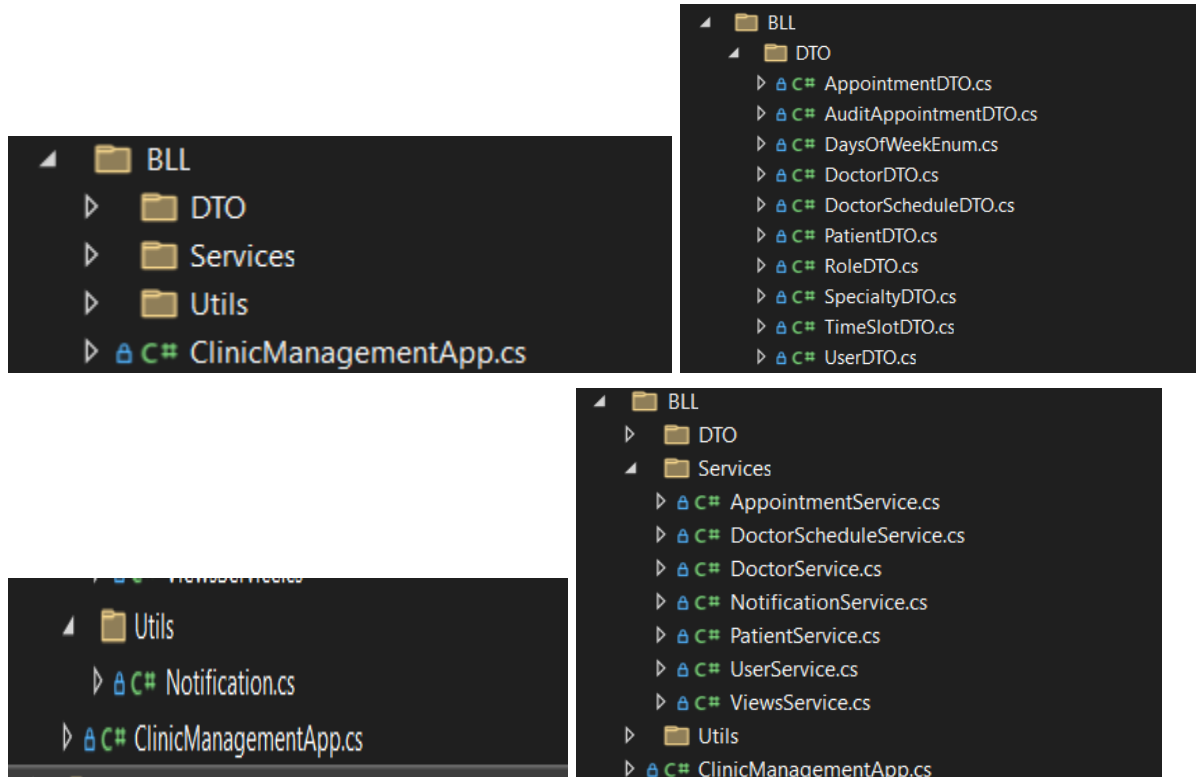 BLL
DTO
Services
Utils
C# ClinicManagementApp.cs
BLL
DTO
C# AppointmentDTO.cs
C# AuditAppointmentDTO.cs
C# DaysOfWeekEnum.cs
C# DoctorDTO.cs
C# DoctorScheduleDTO.cs
C# PatientDTO.cs
C# RoleDTO.cs
C# SpecialtyDTO.cs
C# TimeSlotDTO.cs
C# UserDTO.cs
C# ViewsService.cs
Utils
C# Notification.cs
C# ClinicManagementApp.cs
BLL
DTO
Services
C# AppointmentService.cs
C# DoctorScheduleService.cs
C# DoctorService.cs
C# NotificationService.cs
C# PatientService.cs
C# UserService.cs
C# ViewsService.cs
Utils
C# ClinicManagementApp.cs